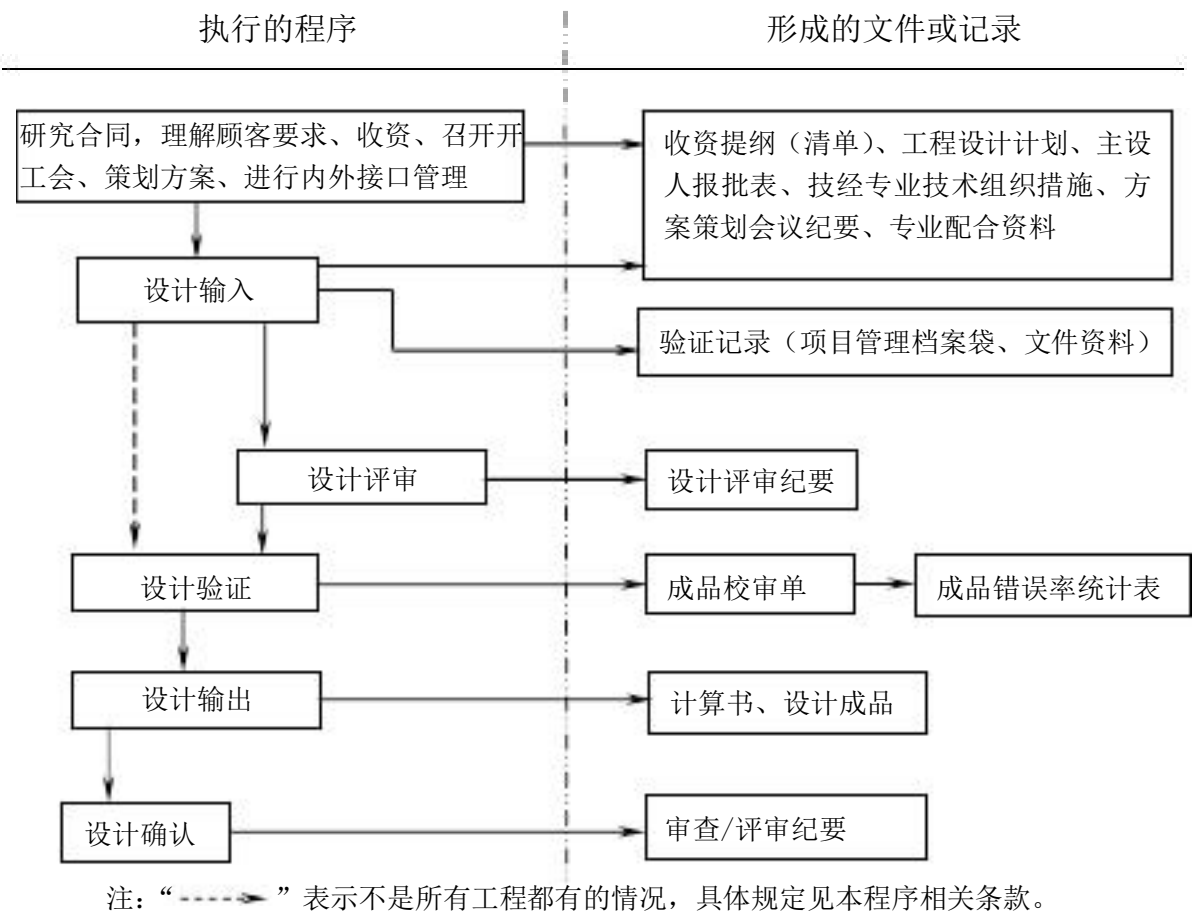 执行的程序
形成的文件或记录
研究合同，理解顾客要求、收资、召开开
工会、策划方案、进行内外接口管理
收资提纲（清单）、工程设计计划、主设
人报批表、技经专业技术组织措施、方
案策划会议纪要、专业配合资料
设计输入
验证记录（项目管理档案袋、文件资料）
设计评审
设计评审纪要
设计验证
成品校审单
成品错误率统计表
设计输出
计算书、设计成品
设计确认
审查/评审纪要
注：“ ”表示不是所有工程都有的情况，具体规定见本程序相关条款。